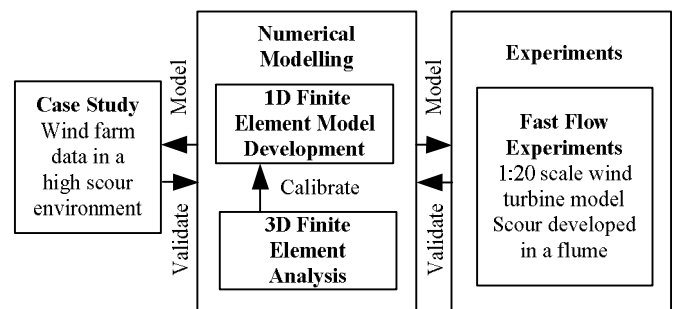 Case Study
Wind farm
data in a
high scour
environment
Model
Validate
Numerical
Modelling
1D Finite
Element Model
Development
Calibrate
3D Finite
Element
Analysis
Model
Validate
Experiments
Fast Flow
Experiments
1:20 scale wind
turbine model
Scour developed
in a flume